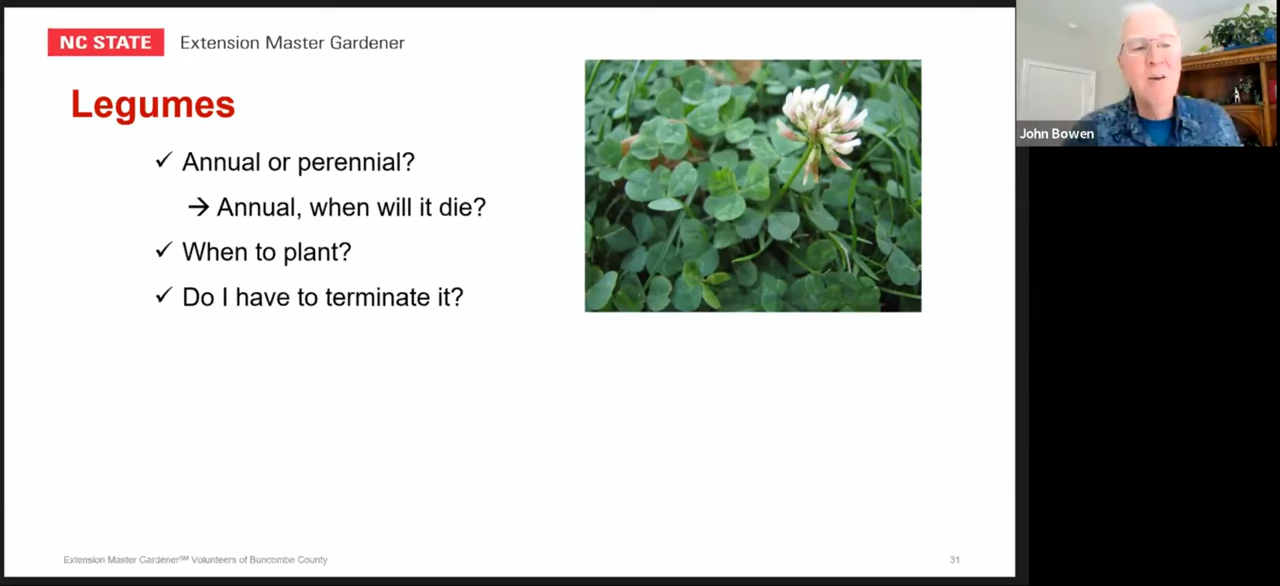 NC STATE Extension Master Gardener
Legumes
✓ Annual or perennial?
→ Annual, when will it die?
✓ When to plant?
✓ Do I have to terminate it?
Extension Master Gardener℠ Volunteers of Buncombe County
31
John Bowen